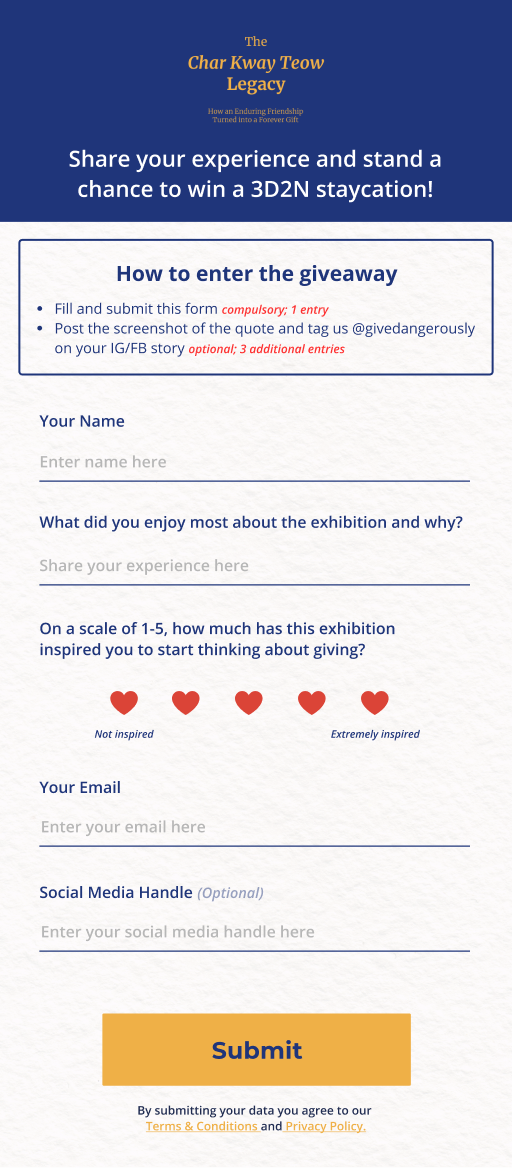 The
Char Kway Teow
Legacy
How an Enduring Friendship
Turned into a Forever Gift
Share your experience and stand a
chance to win a 3D2N staycation!
How to enter the giveaway
• Fill and submit this form compulsory; 1 entry
• Post the screenshot of the quote and tag us @givedangerously
on your IG/FB story optional; 3 additional entries
Your Name
Enter name here
What did you enjoy most about the exhibition and why?
Share your experience here
On a scale of 1-5, how much has this exhibition
inspired you to start thinking about giving?
Not inspired Extremely inspired
Your Email
Enter your email here
Social Media Handle (Optional)
Enter your social media handle here
Submit
By submitting your data you agree to our
Terms & Conditions and Privacy Policy.